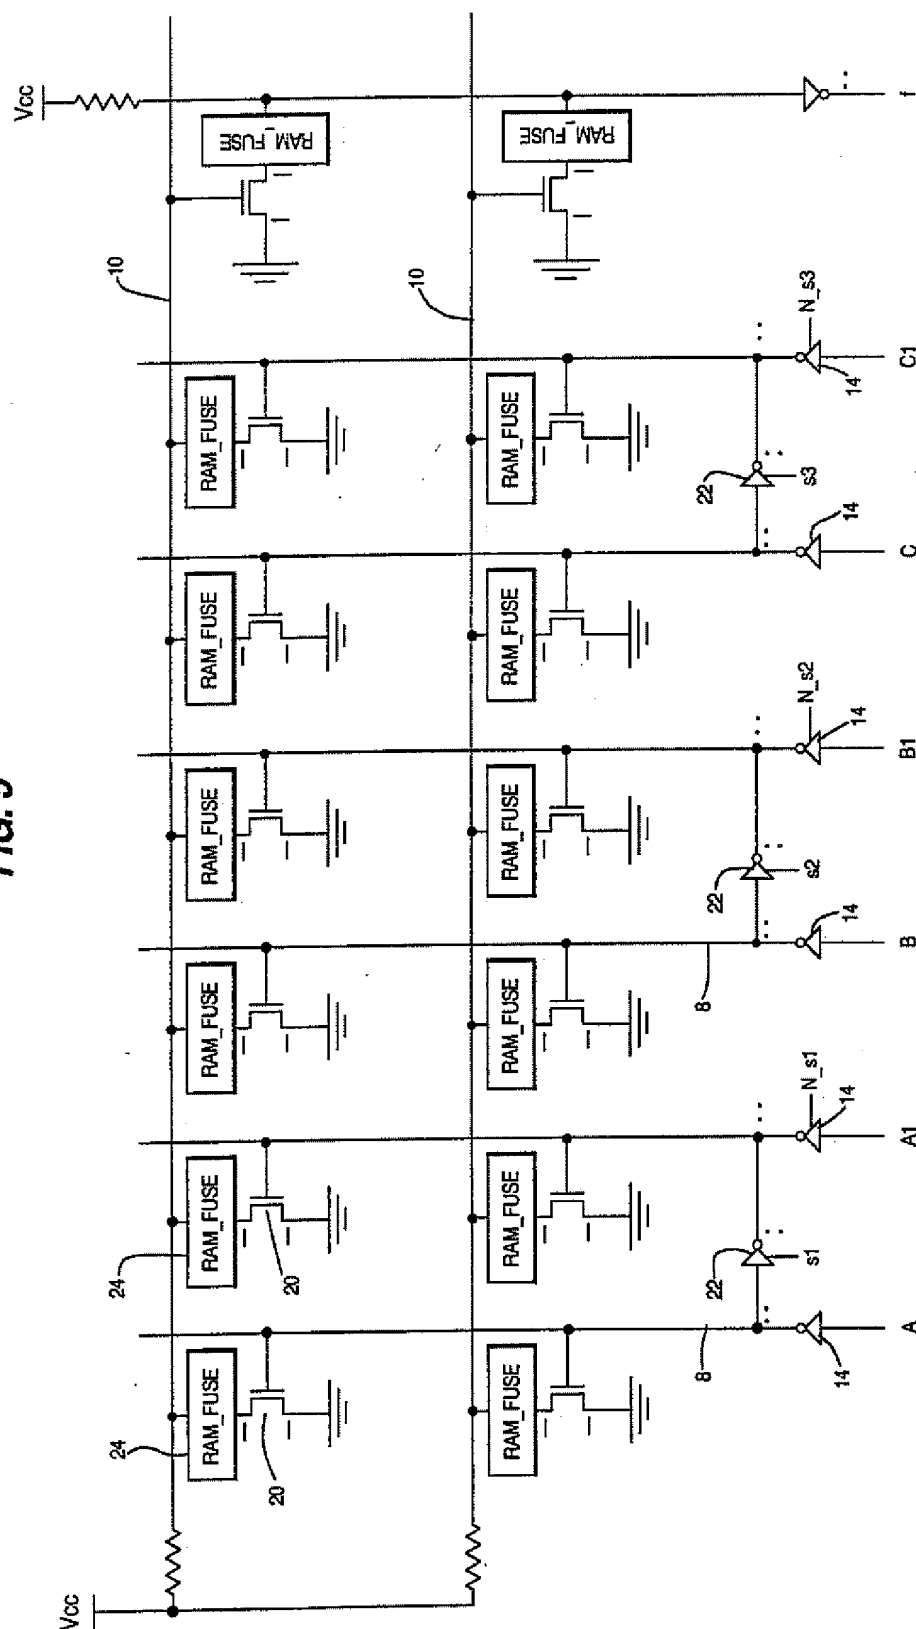 FIG.
Vcc
Vcc
24
24
10
RAM_FUSE
RAM_FUSE
RAM_FUSE
RAM_FUSE
RAM_FUSE
RAM_FUSE
RAM_FUSE
20
20
10
RAM_FUSE
RAM_FUSE
RAM_FUSE
RAM_FUSE
RAM_FUSE
RAM_FUSE
RAM_FUSE
8
8
22
22
22
s1
N_s1
s2
N_s2
s3
N_s3
14
14
14
14
14
14
A
A1
B
B1
C
C1
f